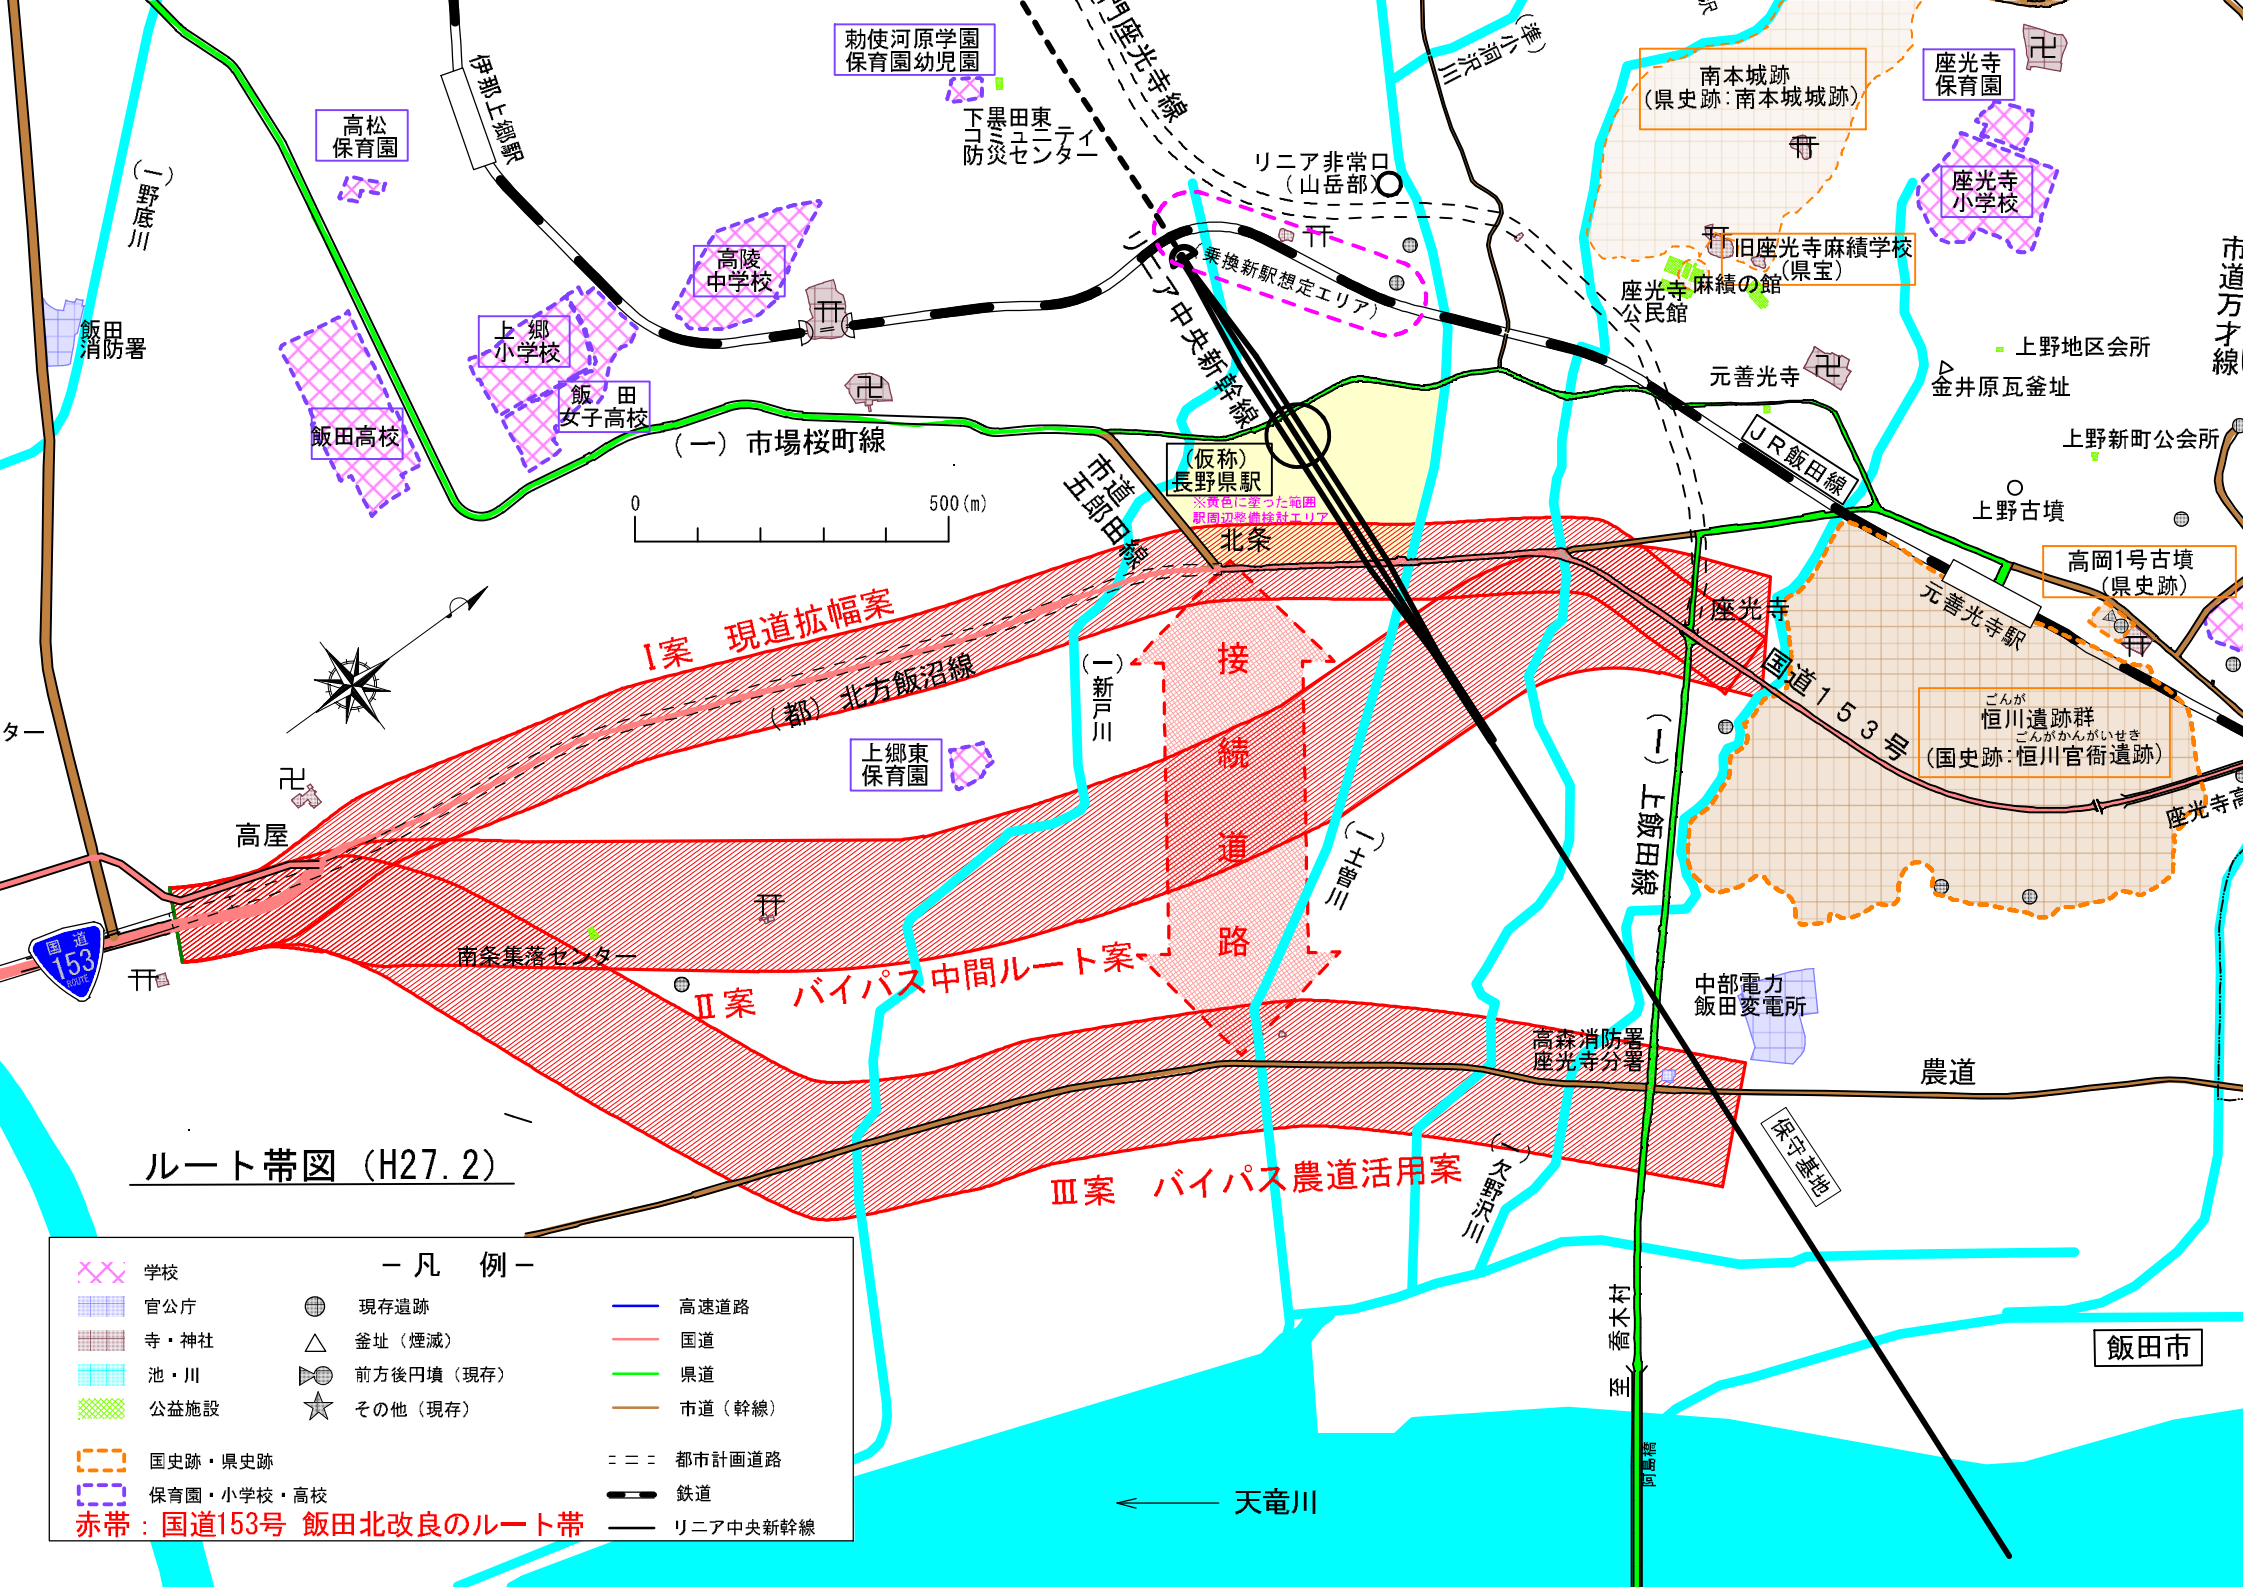 勅使河原学園
保育園幼児園
下黒田東
コミュニティ
防災センター
門座光寺線
(準)
小洞沢川
南本城跡
(県史跡:南本城城跡)
座光寺
保育園
伊那上郷駅
高松
保育園
(一)野底川
リニア非常口
(山岳部)
座光寺
小学校
高陵
中学校
(乗換新駅想定エリア)
リニア中央新幹線
旧座光寺麻績学校
(県宝)
麻績の館
座光寺
公民館
市道万才線
飯田
消防署
上郷
小学校
飯田
女子高校
飯田高校
元善光寺
上野地区会所
金井原瓦釜址
上野新町公会所
JR飯田線
上野古墳
(一)市場桜町線
市道
五郎田線
(仮称)
長野県駅
※黄色に塗った範囲
駅周辺整備検討エリア
北条
0
500(m)
高岡1号古墳
(県史跡)
元善光寺駅
座光寺
国道153号
ごんが
恒川遺跡群
ごんがかんがいせき
(国史跡:恒川官衙遺跡)
座光寺高
Ⅰ案 現道拡幅案
(都)北方飯沼線
(一)新戸川
接続道路
上郷東
保育園
ター
高屋
(一)土曽川
(一)上飯田線
国道
153
ROUTE
南条集落センター
Ⅱ案 バイパス中間ルート案
中部電力
飯田変電所
高森消防署
座光寺分署
農道
保守基地
Ⅲ案 バイパス農道活用案
(一)欠野沢川
ルート帯図(H27.2)
至 喬木村
阿島橋
飯田市
天竜川
-凡 例-
学校
官公庁
寺・神社
池・川
公益施設
国史跡・県史跡
保育園・小学校・高校
現存遺跡
釜址(煙滅)
前方後円墳(現存)
その他(現存)
高速道路
国道
県道
市道(幹線)
都市計画道路
鉄道
リニア中央新幹線
赤帯:国道153号 飯田北改良のルート帯